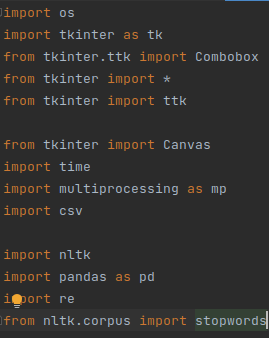 import os
import tkinter as tk
from tkinter.ttk import Combobox
from tkinter import *
from tkinter import ttk
from tkinter import Canvas
import time
import multiprocessing as mp
import csv
import nltk
import pandas as pd
import re
from nltk.corpus import stopwords